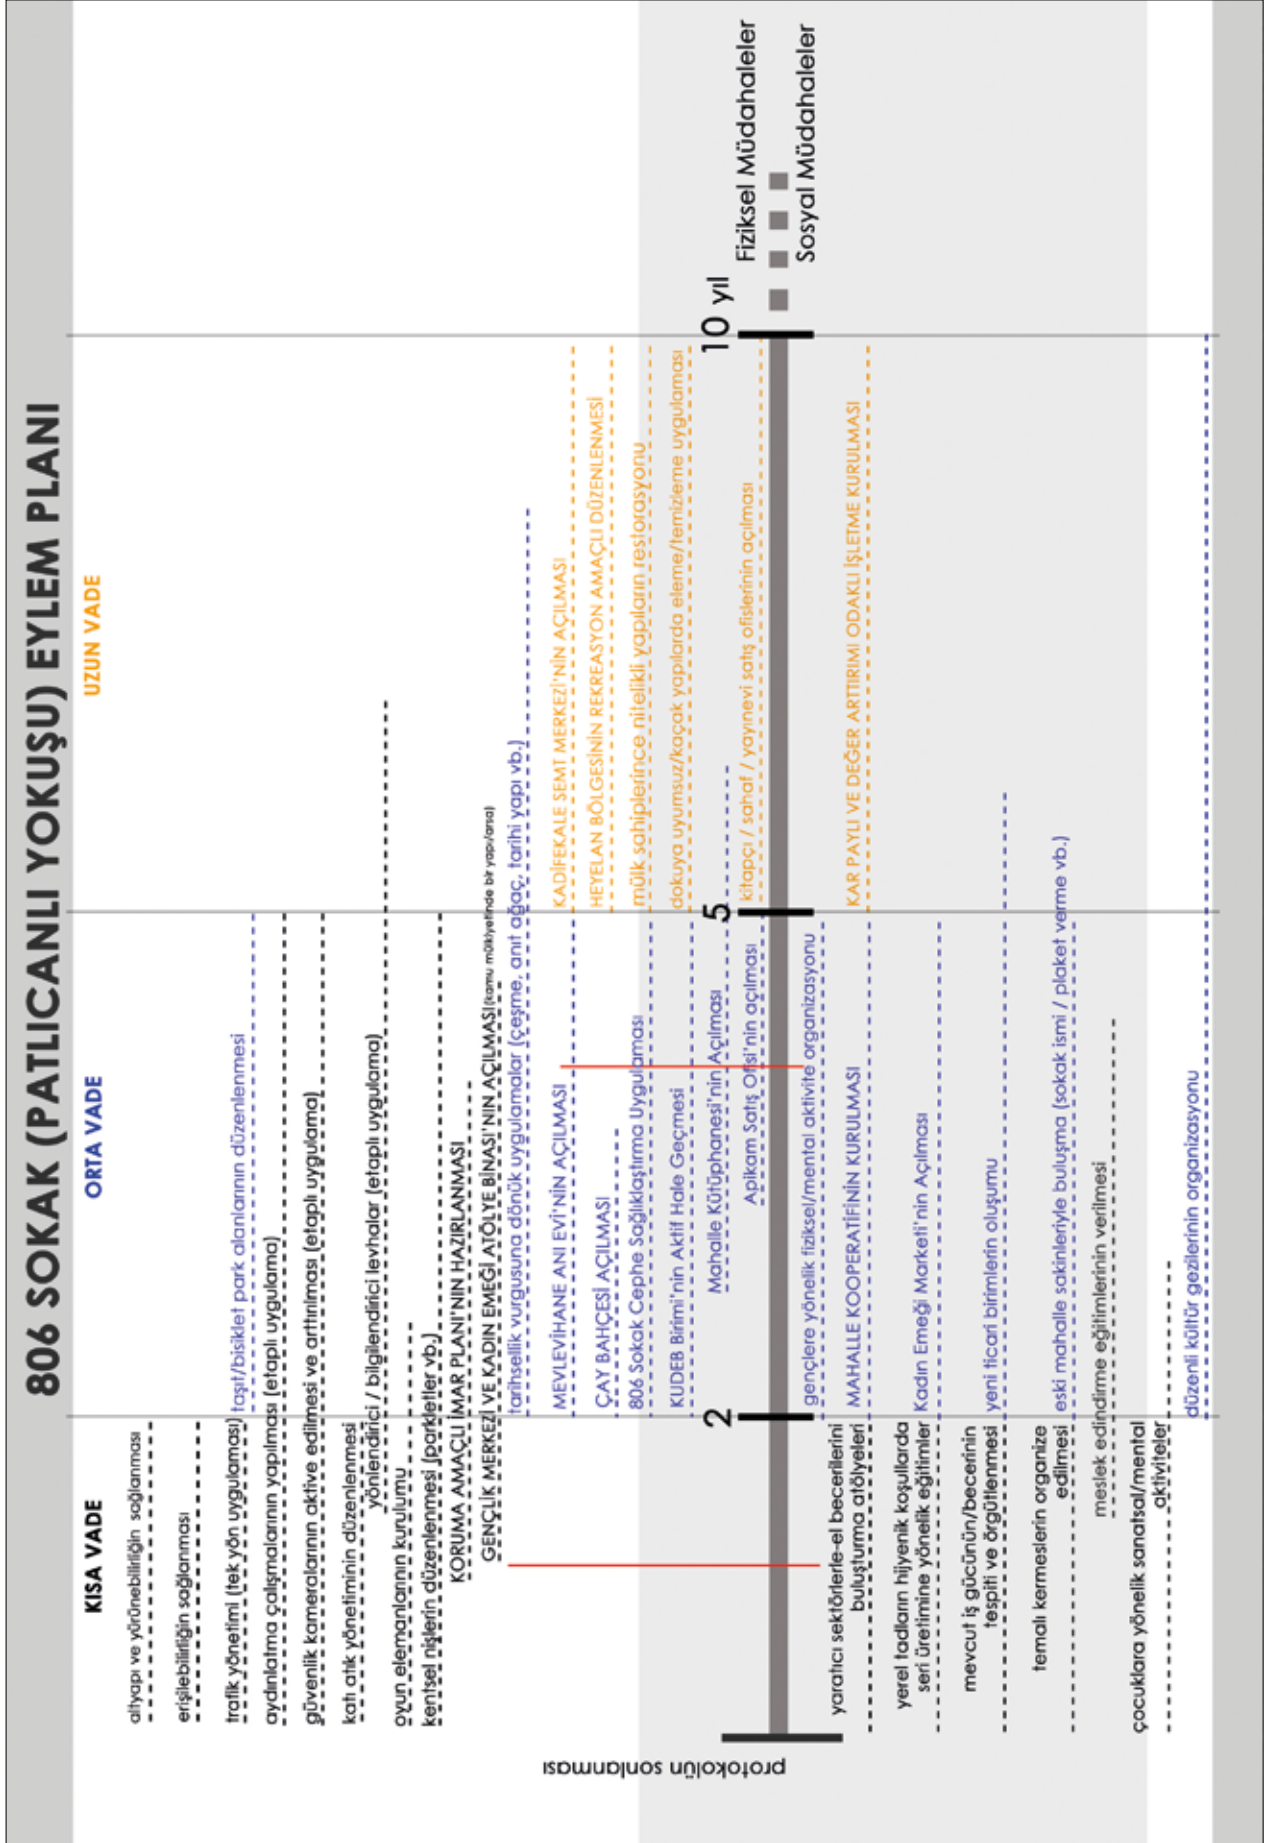 806 SOKAK (PATLICANLI YOKUŞU) EYLEM PLANI
KISA VADE
ORTA VADE
UZUN VADE
altyapı ve yürünebilirliğin sağlanması
erişilebilirliğin sağlanması
trafik yönetimi (tek yön uygulaması)
taşıt/bisiklet park alanlarının düzenlenmesi
aydınlatma çalışmalarının yapılması (etaplı uygulama)
güvenlik kameralarının aktive edilmesi ve arttırılması (etaplı uygulama)
katı atık yönetiminin düzenlenmesi
yönlendirici / bilgilendirici levhalar (etaplı uygulama)
oyun elemanlarının kurulumu
kentsel nişlerin düzenlenmesi (parkletler vb.)
KORUMA AMAÇLI İMAR PLANI'NIN HAZIRLANMASI
GENÇLİK MERKEZİ VE KADIN EMEĞİ ATÖLYE BİNASI'NIN AÇILMASI (kamu mülkiyetinde bir yapı/arsa)
tarihsellik vurgusuna dönük uygulamalar (çeşme, anıt ağaç, tarihi yapı vb.)
MEVLEVİHANE ANI EVİ'NİN AÇILMASI
KADİFEKALE SEMT MERKEZİ'NİN AÇILMASI
ÇAY BAHÇESİ AÇILMASI
HEYELAN BÖLGESİNİN REKREASYON AMAÇLI DÜZENLENMESİ
806 Sokak Cephe Sağlıklaştırma Uygulaması
mülk sahiplerince nitelikli yapıların restorasyonu
KUDEB Birimi'nin Aktif Hale Geçmesi
dokuya uyumsuz/kaçak yapılarda eleme/temizleme uygulaması
Mahalle Kütüphanesi'nin Açılması
Apikam Satış Ofisi'nin açılması
kitapçı / sahaf / yayınevi satış ofislerinin açılması
2
5
10 yıl
Fiziksel Müdahaleler
Sosyal Müdahaleler
protokolün sonlanması
gençlere yönelik fiziksel/mental aktivite organizasyonu
yaratıcı sektörlerle-el becerilerini
buluşturma atölyeleri
MAHALLE KOOPERATİFİNİN KURULMASI
KAR PAYLI VE DEĞER ARTTIRIMI ODAKLI İŞLETME KURULMASI
yerel tadların hijyenik koşullarda
seri üretimine yönelik eğitimler
Kadın Emeği Marketi'nin Açılması
mevcut iş gücünün/becerinin
tespiti ve örgütlenmesi
yeni ticari birimlerin oluşumu
temalı kermeslerin organize
edilmesi
eski mahalle sakinleriyle buluşma (sokak ismi / plaket verme vb.)
meslek edindirme eğitimlerinin verilmesi
çocuklara yönelik sanatsal/mental
aktiviteler
düzenli kültür gezilerinin organizasyonu